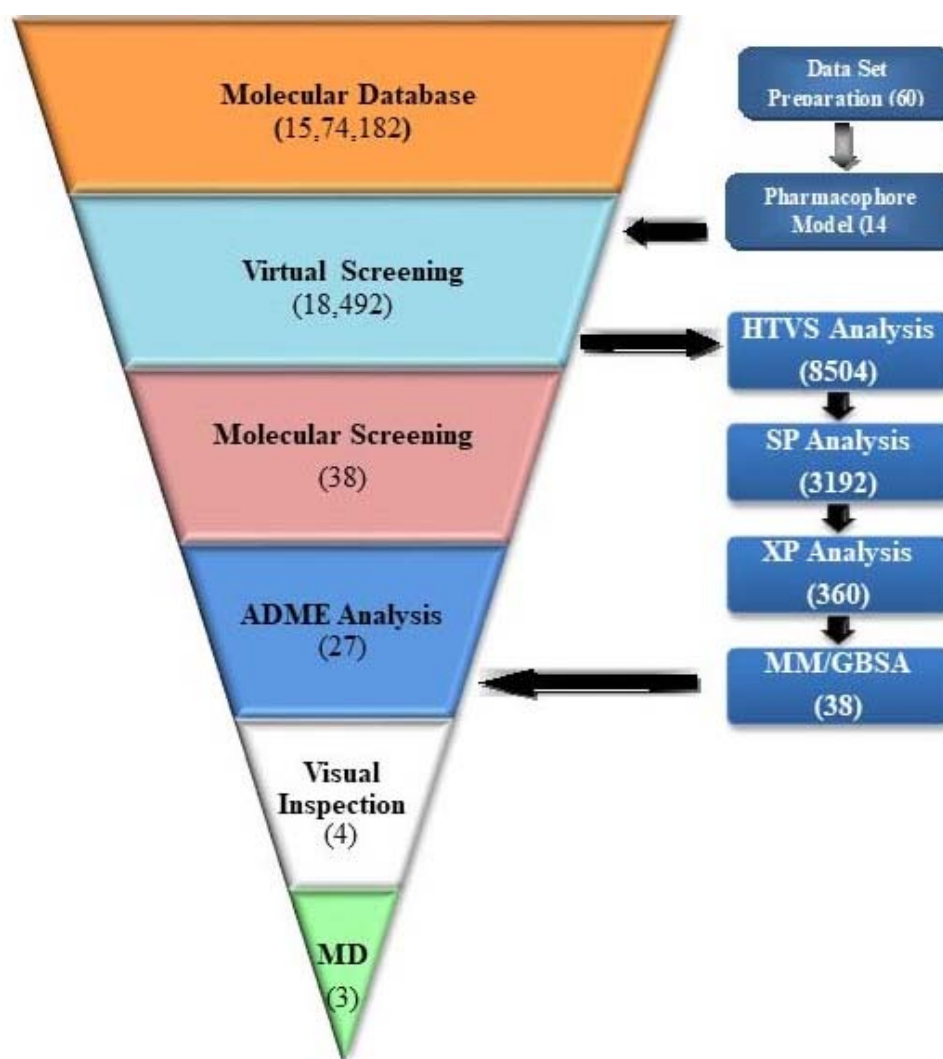 Molecular Database
(15,74,182)
Virtual Screening
(18,492)
Molecular Screening
(38)
ADME Analysis
(27)
Visual
Inspection
(4)
MD
(3)
Data Set
Preparation (60)
Pharmacophore
Model (14
HTVS Analysis
(8504)
SP Analysis
(3192)
XP Analysis
(360)
MM/GBSA
(38)